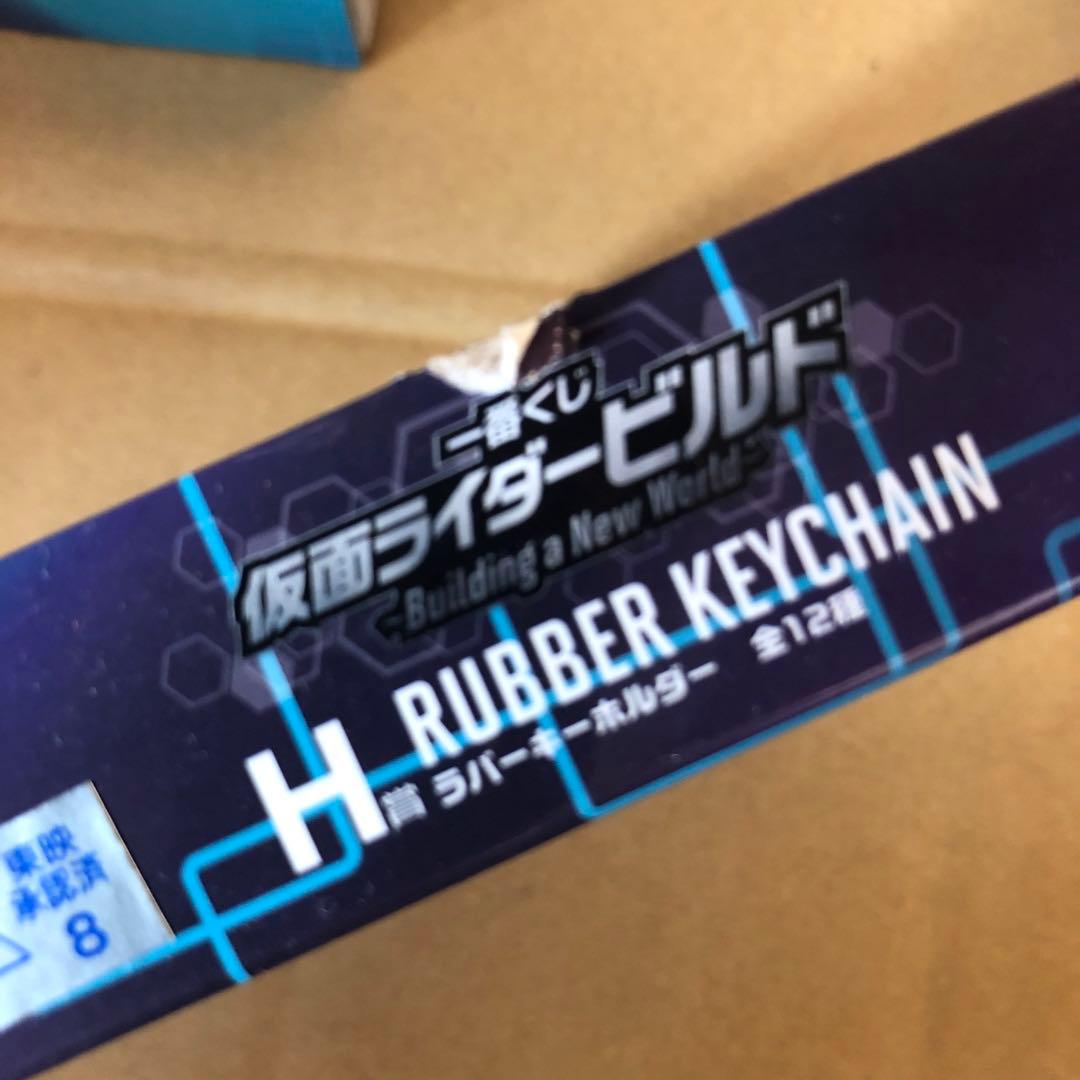 一番くじ
仮面ライダービルド
~Building a New World~
RUBBER KEYCHAIN
H賞 ラバーキーホルダー 全12種
東映
承認済
8